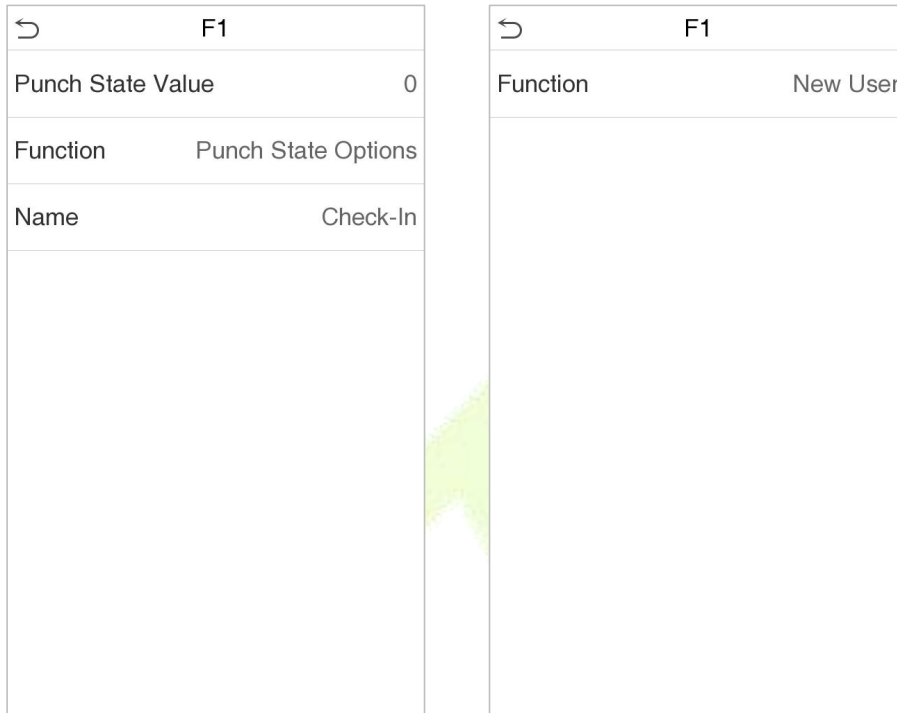 F1
Punch State Value 0
Function Punch State Options
Name Check-In
F1
Function New User